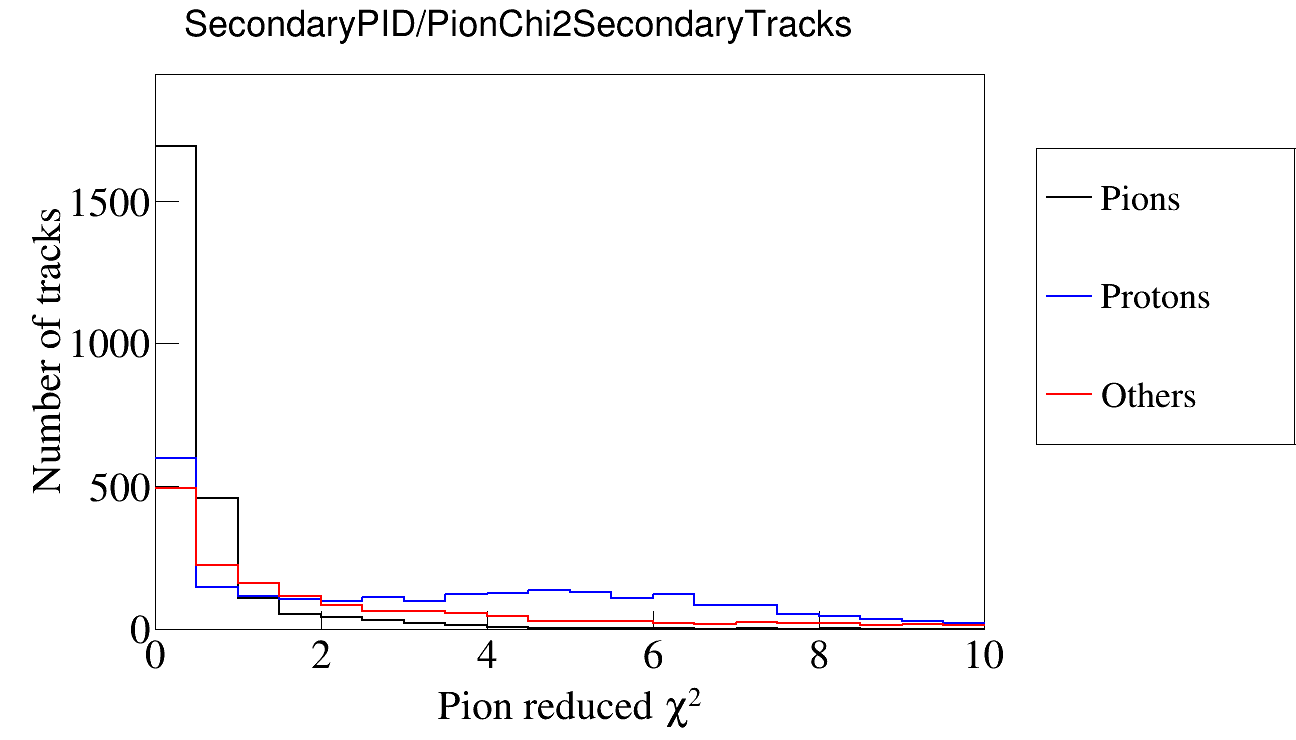 SecondaryPID/PionChi2SecondaryTracks
Number of tracks
1500
1000
500
0
0 2 4 6 8 10
Pion reduced χ²
Pions
Protons
Others